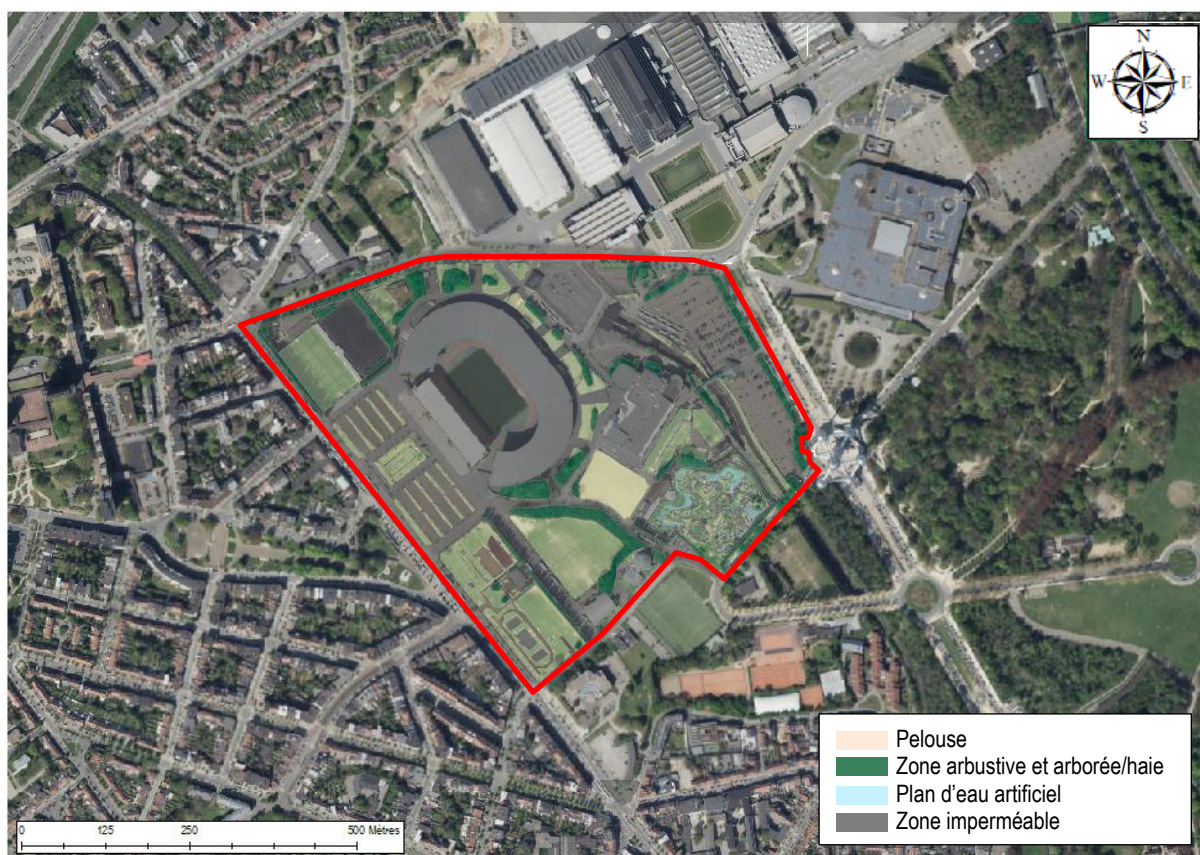 N
W E
S
Pelouse
Zone arbustive et arborée/haie
Plan d'eau artificiel
Zone imperméable
0 125 250 500 Mètres